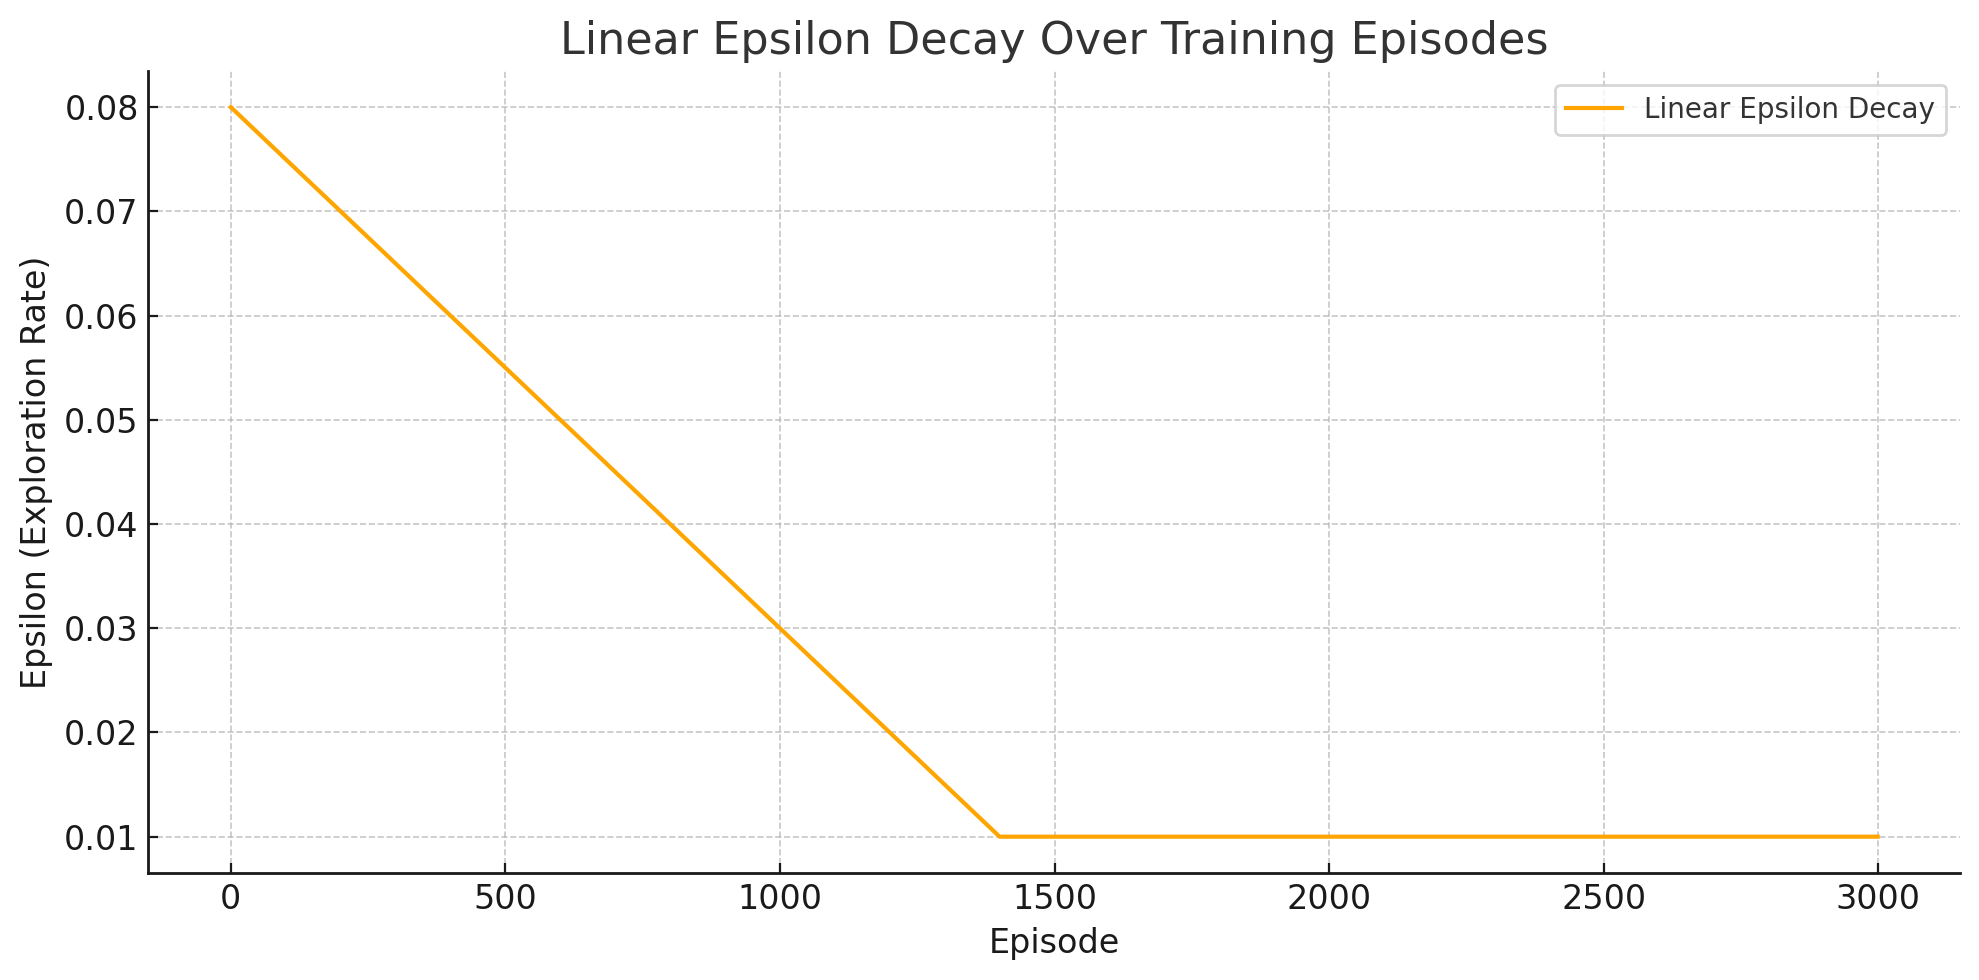 Linear Epsilon Decay Over Training Episodes
Linear Epsilon Decay
Epsilon (Exploration Rate)
0.08
0.07
0.06
0.05
0.04
0.03
0.02
0.01
0 500 1000 1500 2000 2500 3000
Episode